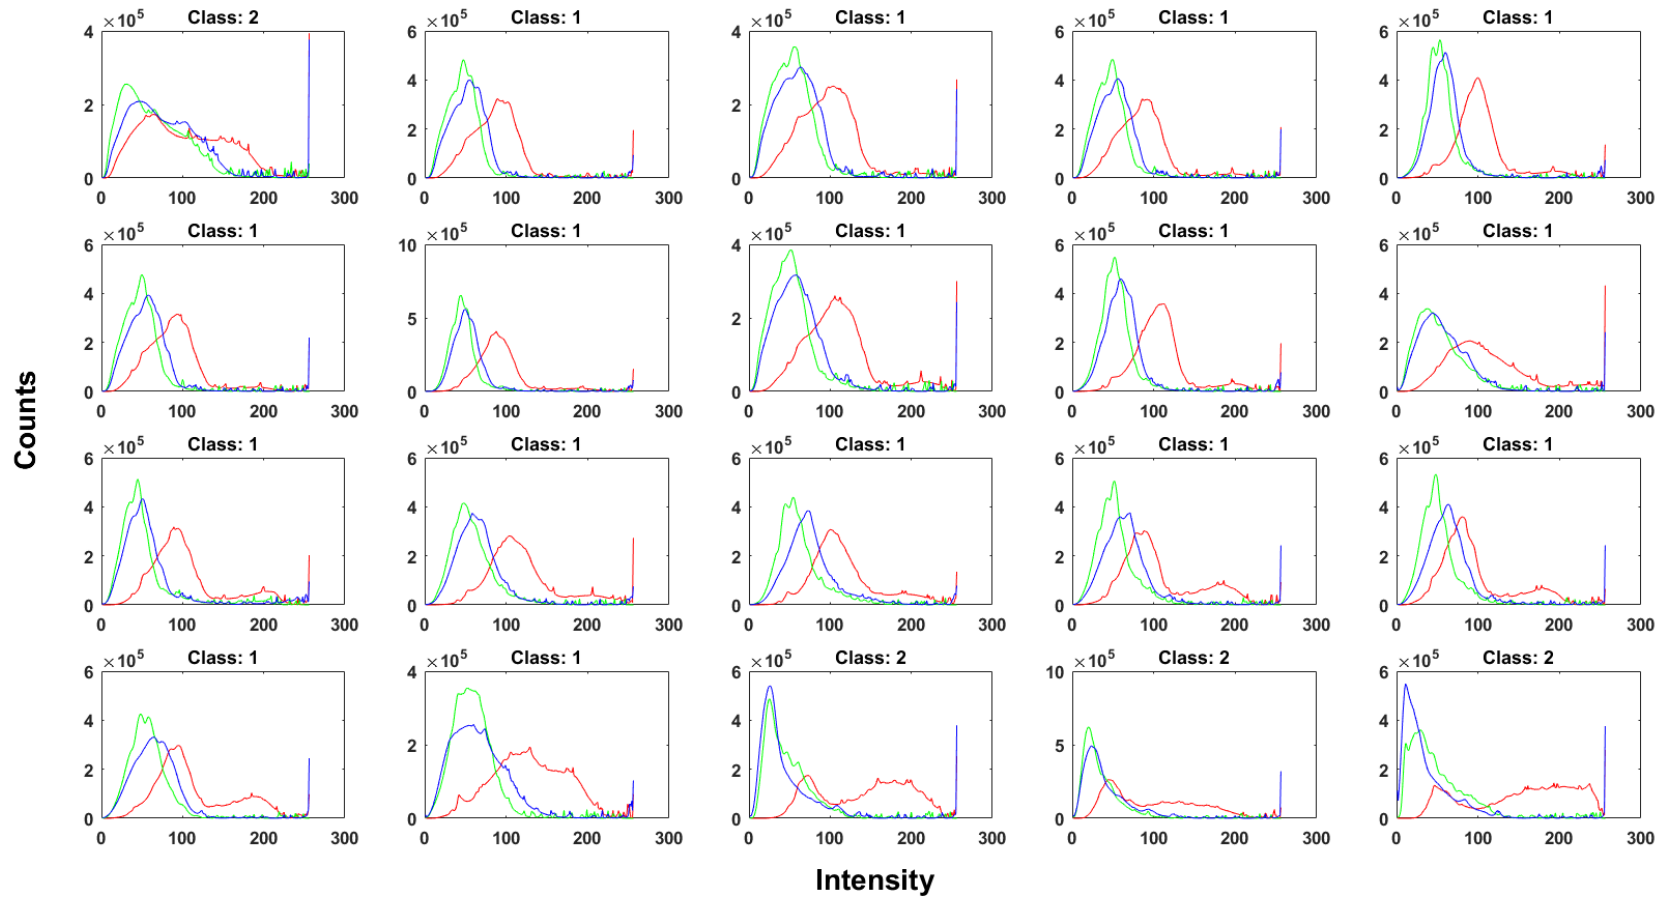 Class: 2 Class: 1 Class: 1 Class: 1 Class: 1
×10⁵ ×10⁵ ×10⁵ ×10⁵ ×10⁵
4 6 4 6 6
4 4 4
2 2 2 2 2
0 0 0 0 0
0 100 200 300 0 100 200 300 0 100 200 300 0 100 200 300 0 100 200 300
Class: 1 Class: 1 Class: 1 Class: 1 Class: 1
×10⁵ ×10⁵ ×10⁵ ×10⁵ ×10⁵
6 10 4 6 6
4 4 4
2 5 2 2 2
0 0 0 0 0
0 100 200 300 0 100 200 300 0 100 200 300 0 100 200 300 0 100 200 300
Counts
Class: 1 Class: 1 Class: 1 Class: 1 Class: 1
×10⁵ ×10⁵ ×10⁵ ×10⁵ ×10⁵
6 6 6 6 6
4 4 4 4 4
2 2 2 2 2
0 0 0 0 0
0 100 200 300 0 100 200 300 0 100 200 300 0 100 200 300 0 100 200 300
Class: 1 Class: 1 Class: 2 Class: 2 Class: 2
×10⁵ ×10⁵ ×10⁵ ×10⁵ ×10⁵
6 4 6 10 6
4 4 4
2 2 2 5 2
0 0 0 0 0
0 100 200 300 0 100 200 300 0 100 200 300 0 100 200 300 0 100 200 300
Intensity